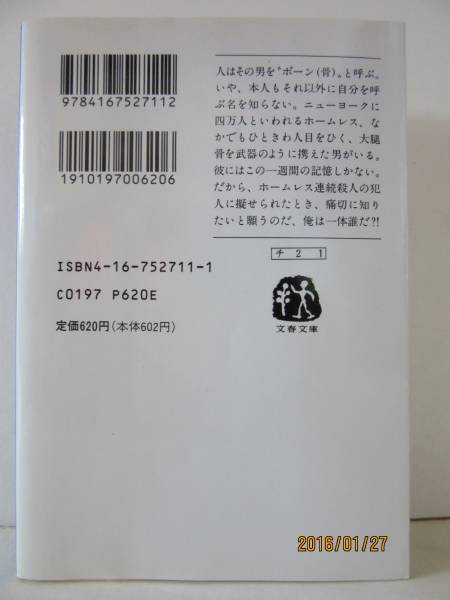 9784167527112
1910197006206
人はその男を“ボーン(骨)”と呼ぶ。
いや、本人もそれ以外に自分を呼
ぶ名を知らない。ニューヨークに
四万人といわれるホームレス、な
かでもひときわ人目をひく、大腿
骨を武器のように携えた男がいる。
彼にはこの一週間の記憶しかない。
だから、ホームレス連続殺人の犯
人に擬せられたとき、痛切に知り
たいと願うのだ、俺は一体誰だ?!
チ 2 1
文春文庫
ISBN4-16-752711-1
C0197 P620E
定価620円(本体602円)
2016/01/27